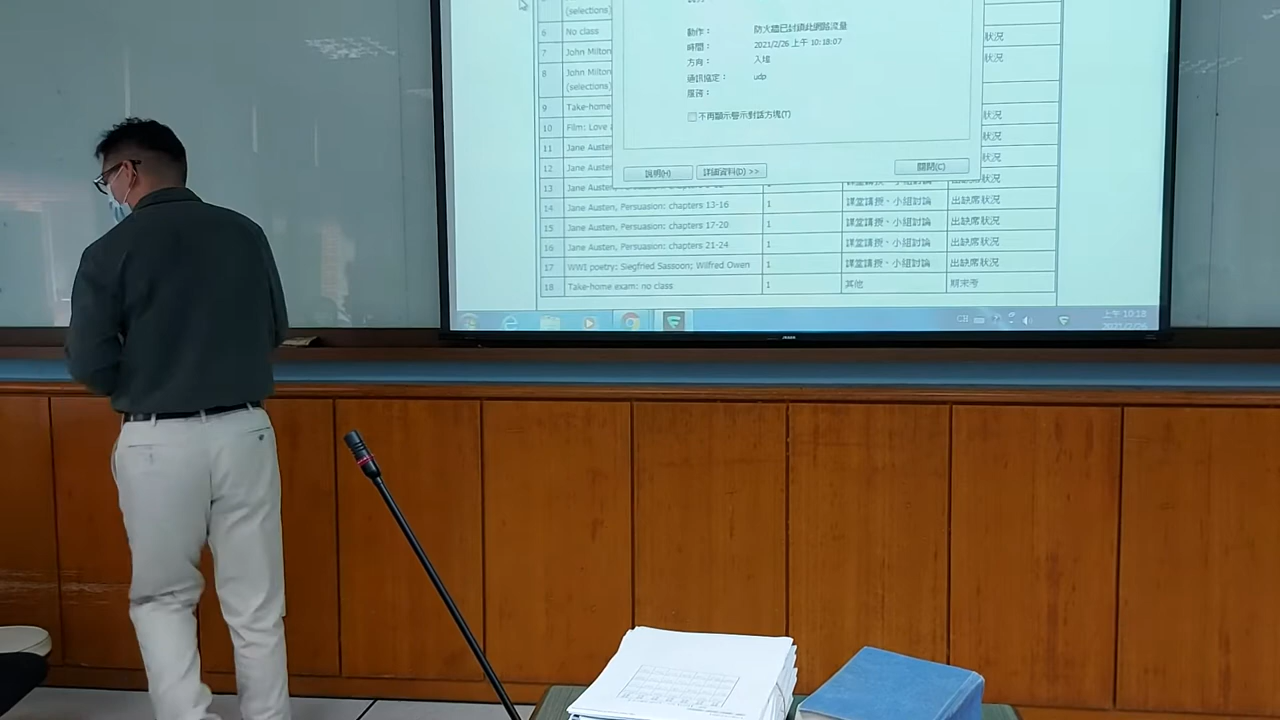 (selections)
6 No class
7 John Milton
8 John Milton
(selections)
9 Take-home
10 Film: Love
11 Jane Austen
12 Jane Austen
13 Jane Austen, Persuasion: chapters
14 Jane Austen, Persuasion: chapters 13-16 1 課堂講授、小組討論 出缺席狀況
15 Jane Austen, Persuasion: chapters 17-20 1 課堂講授、小組討論 出缺席狀況
16 Jane Austen, Persuasion: chapters 21-24 1 課堂講授、小組討論 出缺席狀況
17 WWI poetry: Siegfried Sassoon; Wilfred Owen 1 課堂講授、小組討論 出缺席狀況
18 Take-home exam: no class 1 其他 期末考
動作： 防火牆已封鎖此網路流量
時間： 2021/2/26 上午 10:18:07
方向： 入埠
通訊協定： udp
服務：
不再顯示警示對話方塊(T)
說明(H) 詳細資料(D) >> 關閉(C)
狀況
狀況
狀況
狀況
狀況
狀況
CH
上午 10:18
2021/2/26